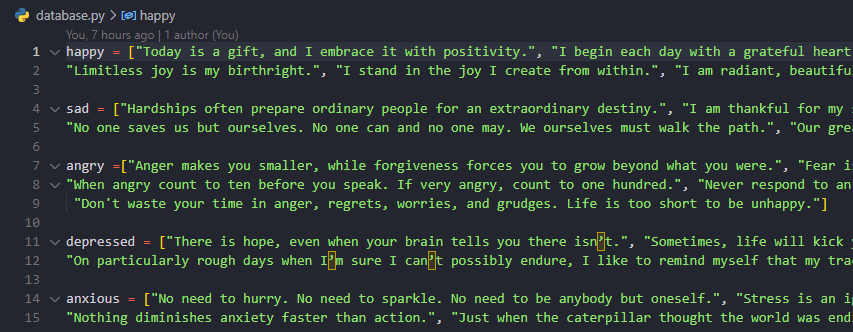 database.py > happy
You, 7 hours ago | 1 author (You)
1 happy = ["Today is a gift, and I embrace it with positivity.", "I begin each day with a grateful heart
2 "Limitless joy is my birthright.", "I stand in the joy I create from within.", "I am radiant, beautifu
3
4 sad = ["Hardships often prepare ordinary people for an extraordinary destiny.", "I am thankful for my s
5 "No one saves us but ourselves. No one can and no one may. We ourselves must walk the path.", "Our grea
6
7 angry =["Anger makes you smaller, while forgiveness forces you to grow beyond what you were.", "Fear is
8 "When angry count to ten before you speak. If very angry, count to one hundred.", "Never respond to an
9 "Don't waste your time in anger, regrets, worries, and grudges. Life is too short to be unhappy."]
10
11 depressed = ["There is hope, even when your brain tells you there isn’t.", "Sometimes, life will kick y
12 "On particularly rough days when I’m sure I can’t possibly endure, I like to remind myself that my trac
13
14 anxious = ["No need to hurry. No need to sparkle. No need to be anybody but oneself.", "Stress is an ig
15 "Nothing diminishes anxiety faster than action.", "Just when the caterpillar thought the world was endi